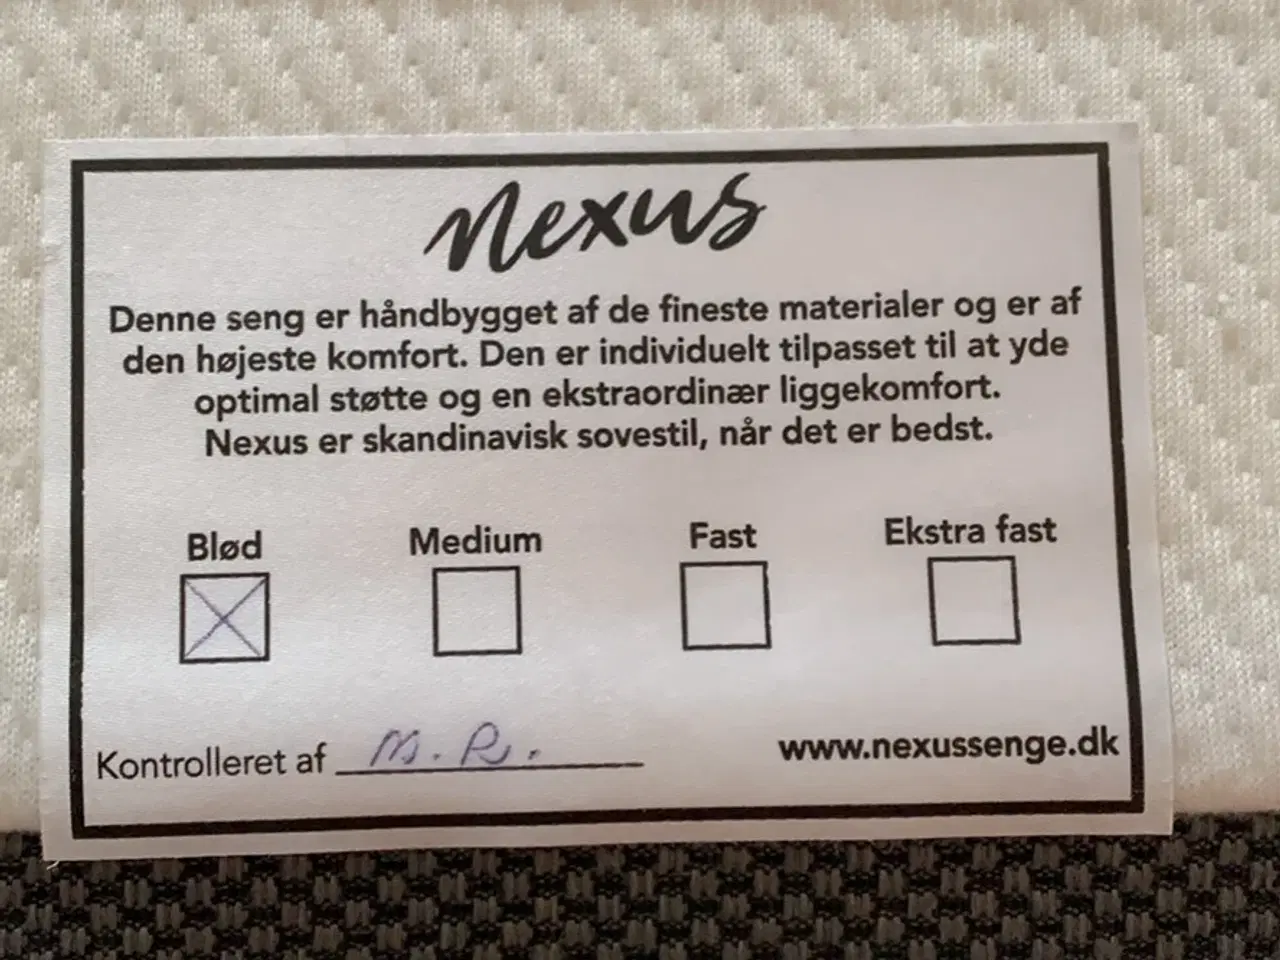 Nexus
Denne seng er håndbygget af de fineste materialer og er af
den højeste komfort. Den er individuelt tilpasset til at yde
optimal støtte og en ekstraordinær liggekomfort.
Nexus er skandinavisk sovestil, når det er bedst.
Blød Medium Fast Ekstra fast
Kontrolleret af M.R. www.nexussenge.dk